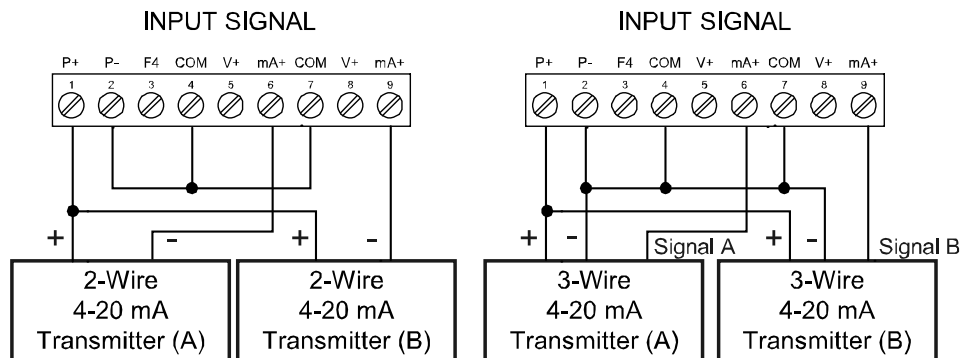 INPUT SIGNAL
P+ P- F4 COM V+ mA+ COM V+ mA+
1 2 3 4 5 6 7 8 9
+ - + -
2-Wire
4-20 mA
Transmitter (A)
2-Wire
4-20 mA
Transmitter (B)
INPUT SIGNAL
P+ P- F4 COM V+ mA+ COM V+ mA+
1 2 3 4 5 6 7 8 9
+ - Signal A + - Signal B
3-Wire
4-20 mA
Transmitter (A)
3-Wire
4-20 mA
Transmitter (B)